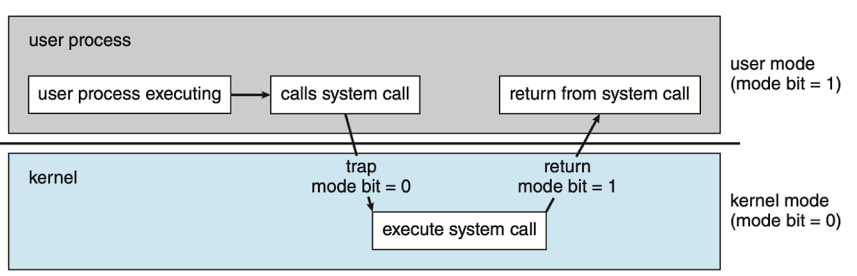 user process
user process executing
calls system call
return from system call
user mode
(mode bit = 1)
trap
mode bit = 0
return
mode bit = 1
kernel
execute system call
kernel mode
(mode bit = 0)